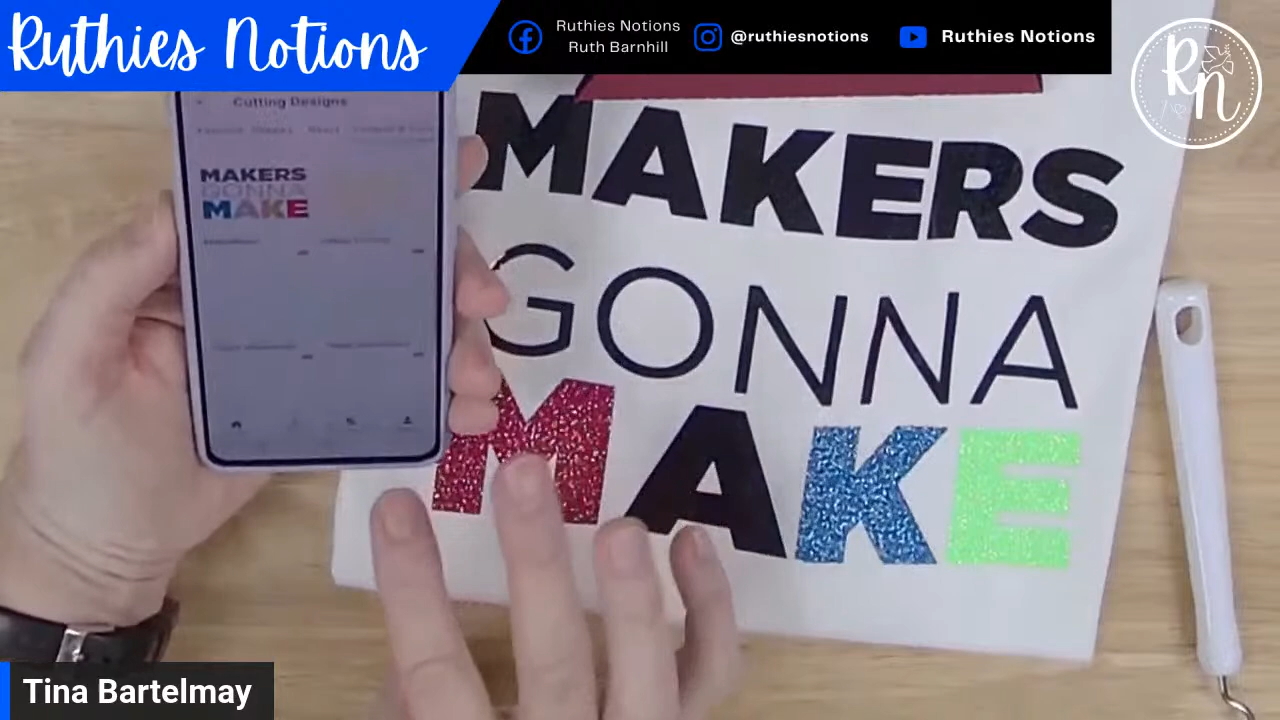 Ruthies Notions
Ruthies Notions
Ruth Barnhill
@ruthiesnotions
Ruthies Notions
RN
Cutting Designs
MAKERS
GONNA
MAKE
MAKERS
GONNA
MAKE
Tina Bartelmay